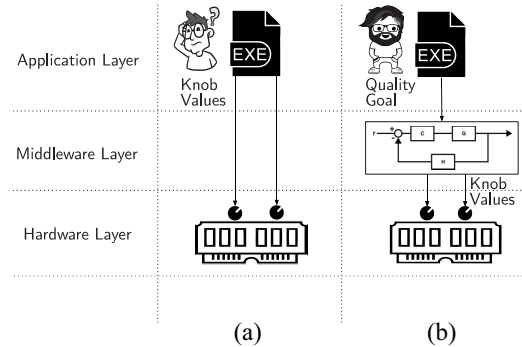 ?
EXE
EXE
Application Layer
Knob
Values
Quality
Goal
r
+
−
C
G
H
Middleware Layer
Knob
Values
Hardware Layer
(a)
(b)